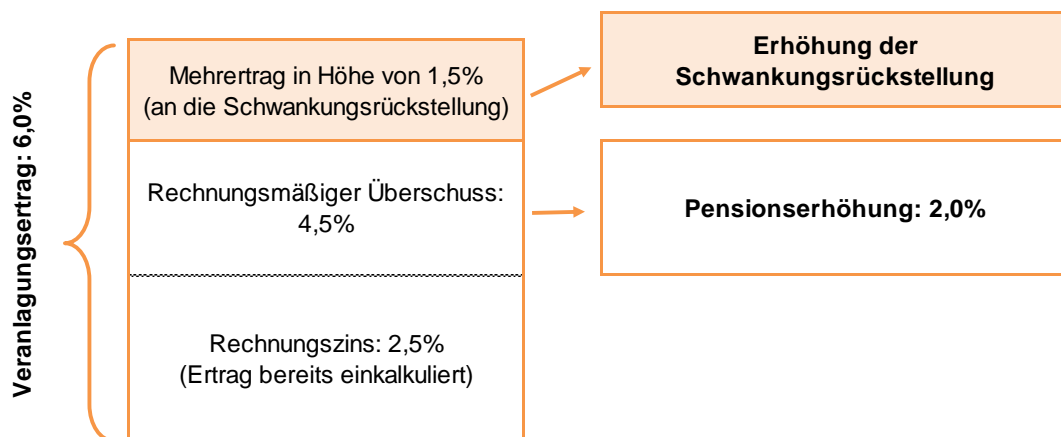 Veranlagungsertrag: 6,0%
Mehrertrag in Höhe von 1,5%
(an die Schwankungsrückstellung)
Erhöhung der
Schwankungsrückstellung
Rechnungsmäßiger Überschuss:
4,5%
Pensionserhöhung: 2,0%
Rechnungszins: 2,5%
(Ertrag bereits einkalkuliert)